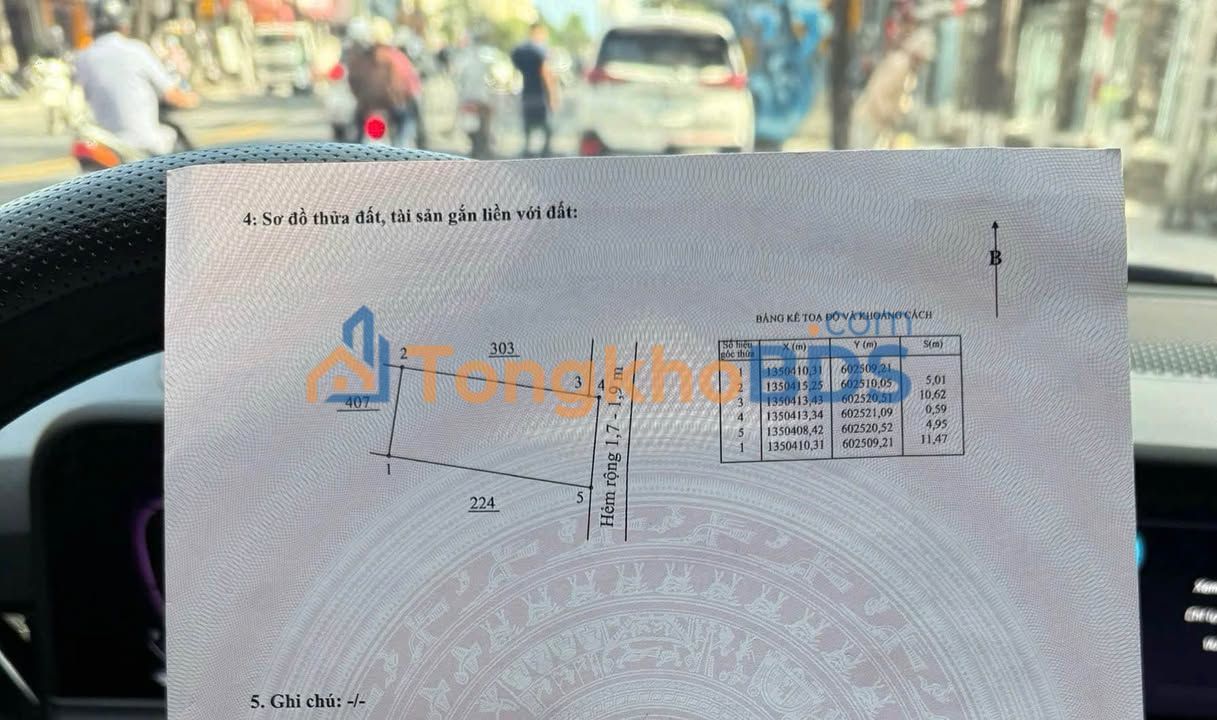 4: Sơ đồ thửa đất, tài sản gắn liền với đất:
B
BẢNG KÊ TOẠ ĐỘ VÀ KHOẢNG CÁCH
Số hiệu góc thửa X (m) Y (m) S(m)
1 1350410,31 602509,21
5,01
2 1350415,25 602510,05
10,62
3 1350413,43 602520,51
0,59
4 1350413,34 602521,09
4,95
5 1350408,42 602520,52
11,47
1 1350410,31 602509,21
2
303
3
4
407
1
224
5
Hẻm rộng 1,7 - 1,9 m
TongkhoBDS
.com
5. Ghi chú: -/-